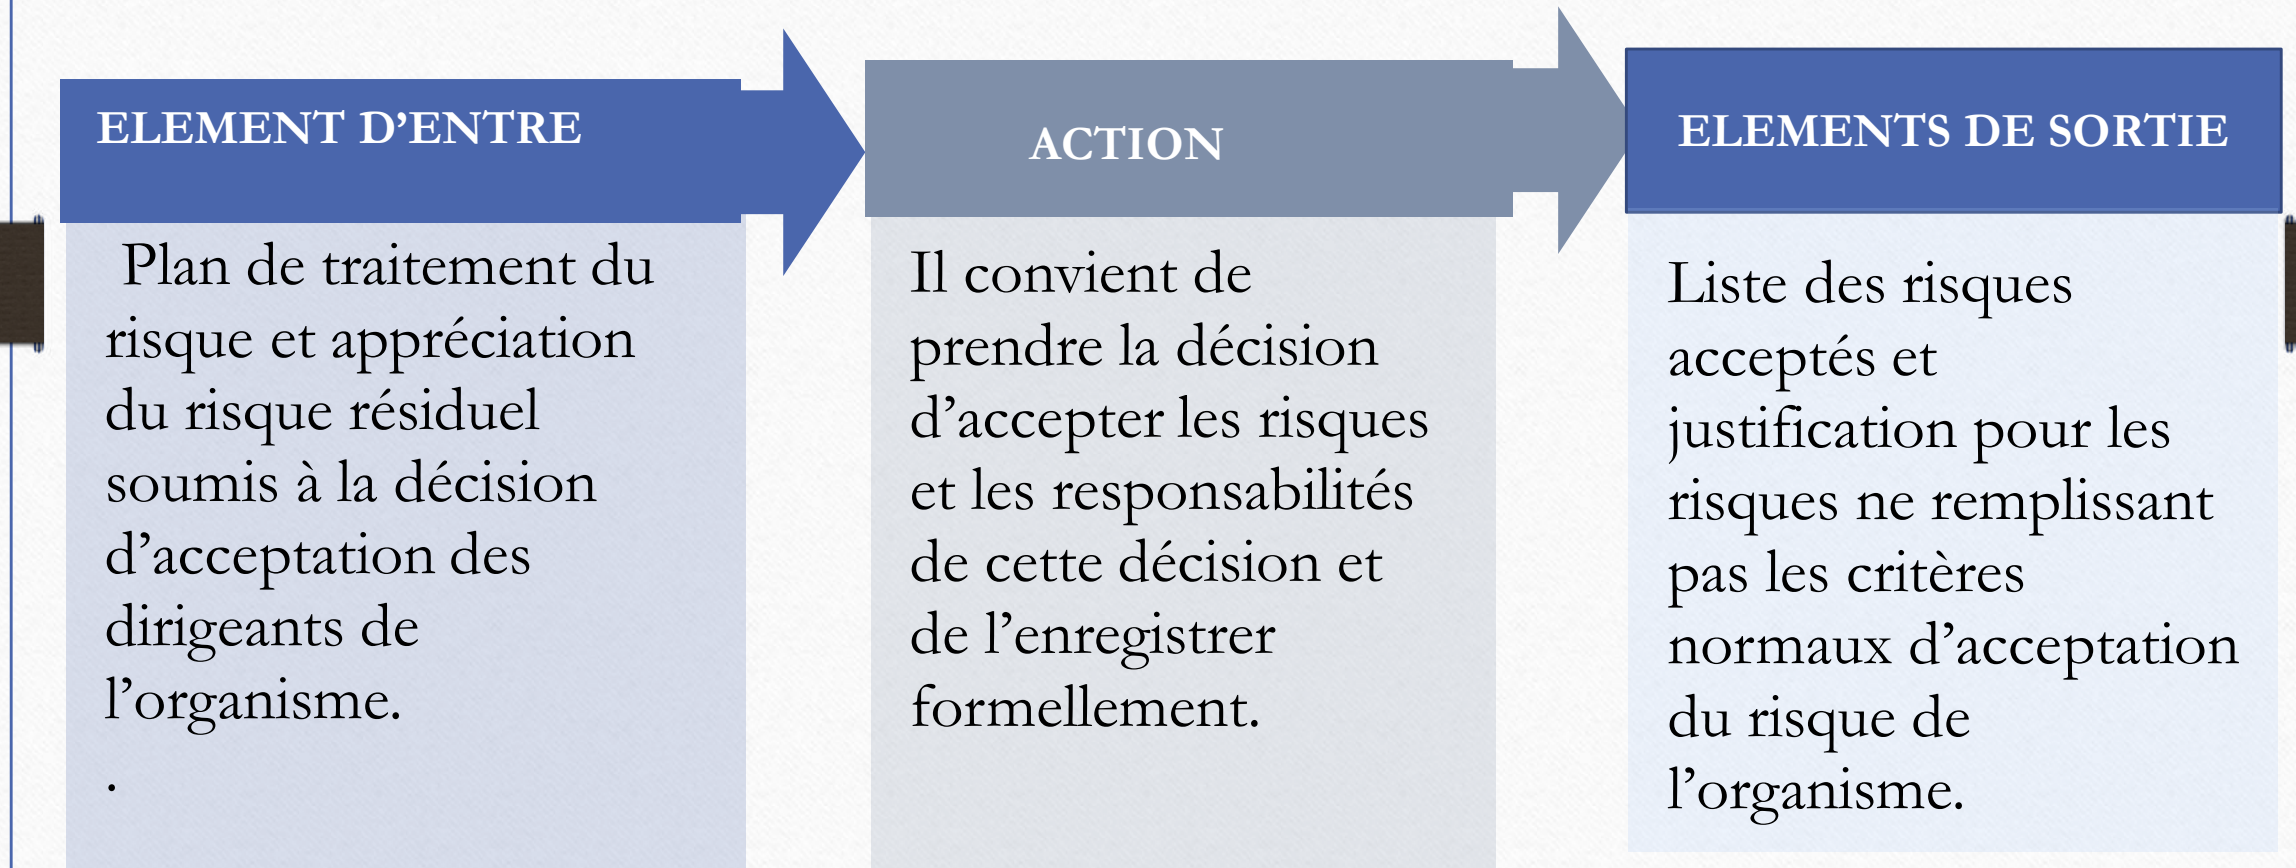 ELEMENT D’ENTRE
Plan de traitement du
risque et appréciation
du risque résiduel
soumis à la décision
d’acceptation des
dirigeants de
l’organisme.
.
ACTION
Il convient de
prendre la décision
d’accepter les risques
et les responsabilités
de cette décision et
de l’enregistrer
formellement.
ELEMENTS DE SORTIE
Liste des risques
acceptés et
justification pour les
risques ne remplissant
pas les critères
normaux d’acceptation
du risque de
l’organisme.